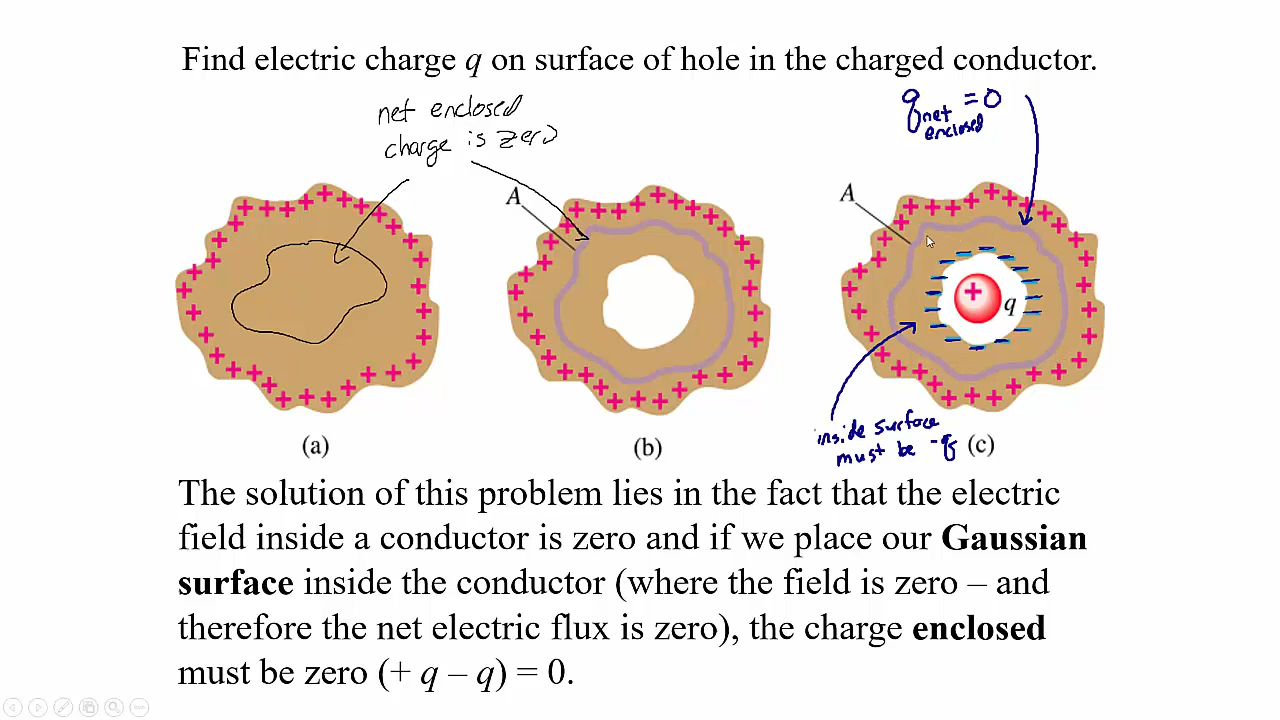 Find electric charge q on surface of hole in the charged conductor.
net enclosed
charge is zero
q net enclosed = 0
A
A
+
q
inside surface
must be -q
(a)
(b)
(c)
The solution of this problem lies in the fact that the electric
field inside a conductor is zero and if we place our Gaussian
surface inside the conductor (where the field is zero – and
therefore the net electric flux is zero), the charge enclosed
must be zero (+ q – q) = 0.